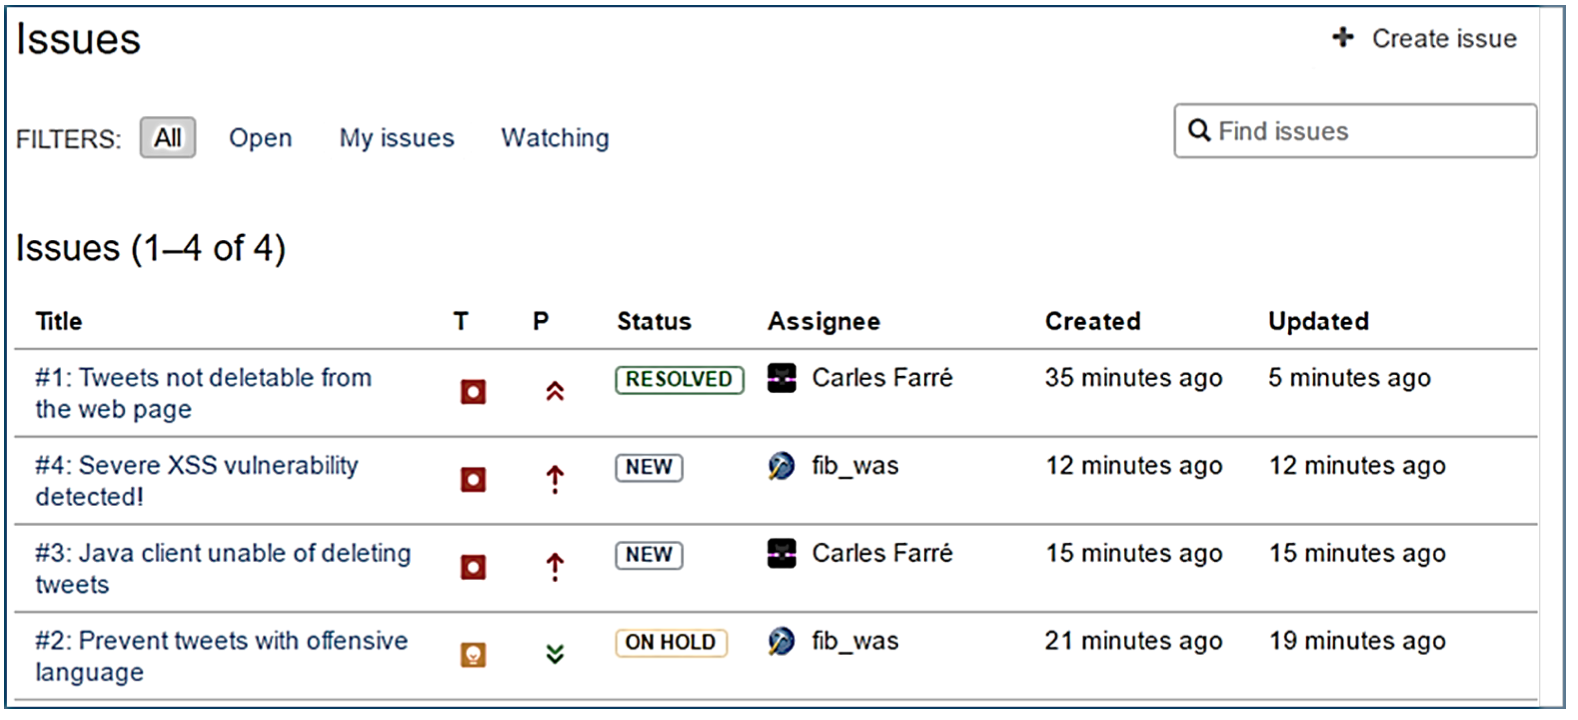 Issues
Create issue
FILTERS: All Open My issues Watching
Find issues
Issues (1–4 of 4)
Title T P Status Assignee Created Updated
#1: Tweets not deletable from RESOLVED Carles Farré 35 minutes ago 5 minutes ago
the web page
#4: Severe XSS vulnerability NEW fib_was 12 minutes ago 12 minutes ago
detected!
#3: Java client unable of deleting NEW Carles Farré 15 minutes ago 15 minutes ago
tweets
#2: Prevent tweets with offensive ON HOLD fib_was 21 minutes ago 19 minutes ago
language